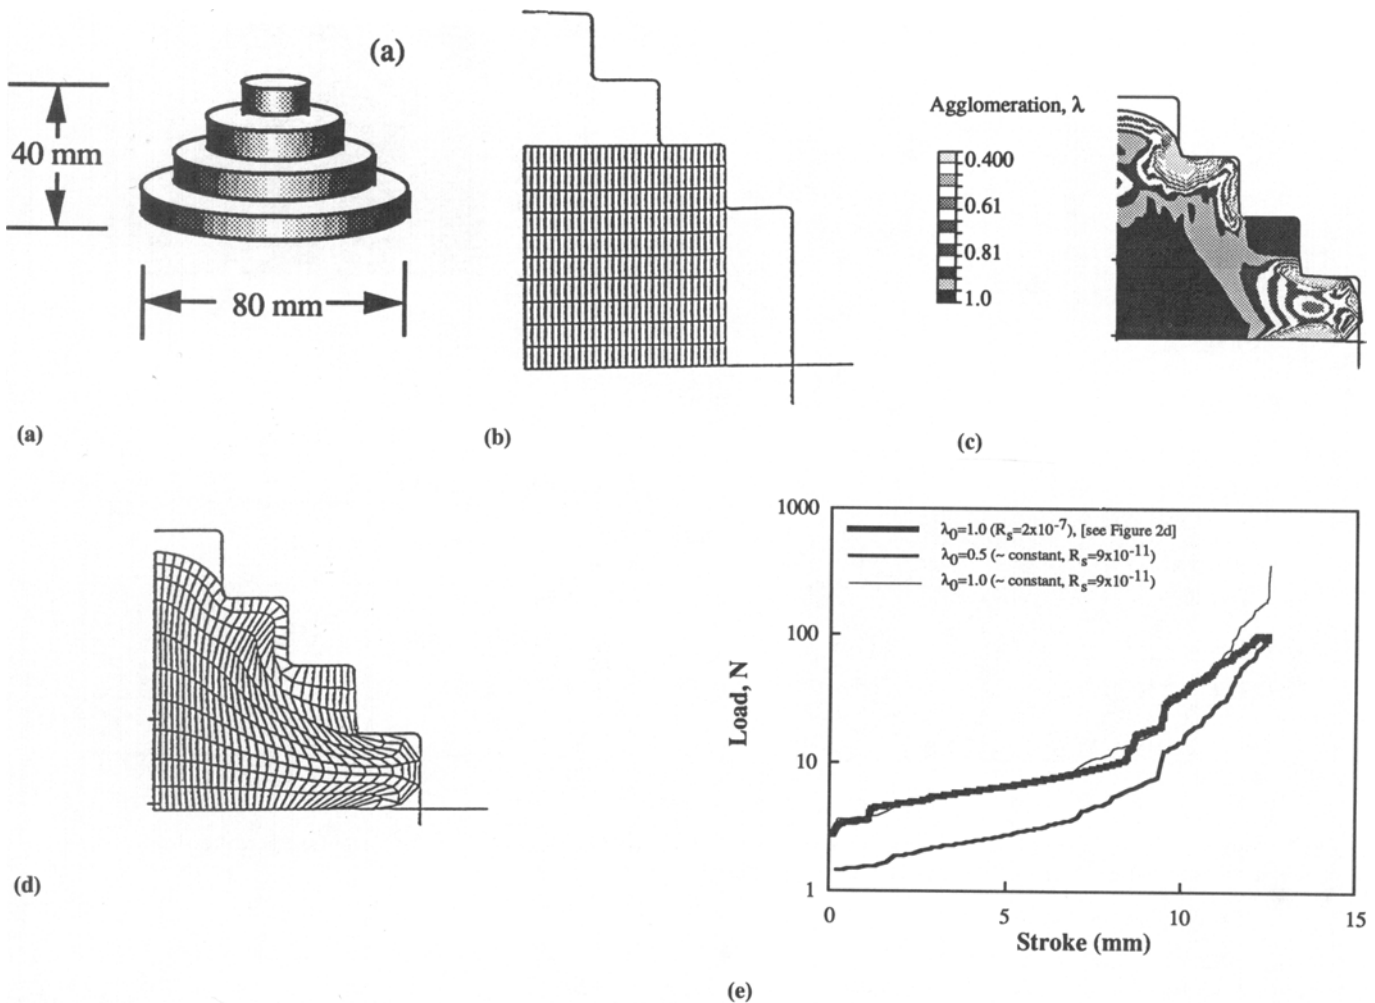 (a)
40 mm
80 mm
(a)
(b)
Agglomeration, λ
0.400
0.61
0.81
1.0
(c)
(d)
1000
100
10
1
Load, N
λ0=1.0 (Rs=2x10-7), [see Figure 2d]
λ0=0.5 (~ constant, Rs=9x10-11)
λ0=1.0 (~ constant, Rs=9x10-11)
0
5
10
15
Stroke (mm)
(e)